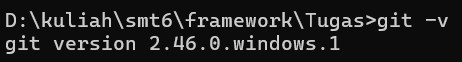 D:\kuliah\smt6\framework\Tugas>git -v
git version 2.46.0.windows.1